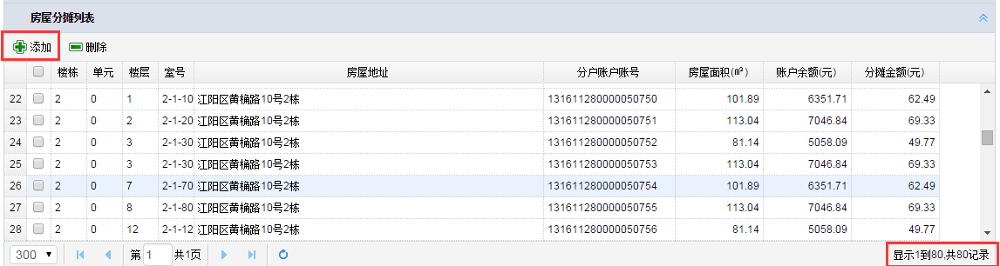 房屋分摊列表
添加 删除
楼栋 单元 楼层 室号 房屋地址 分户账户账号 房屋面积(㎡) 账户余额(元) 分摊金额(元)
22 2 0 1 2-1-10 江阳区黄桷路10号2栋 131611280000050750 101.89 6351.71 62.49
23 2 0 2 2-1-20 江阳区黄桷路10号2栋 131611280000050751 113.04 7046.84 69.33
24 2 0 3 2-1-30 江阳区黄桷路10号2栋 131611280000050752 81.14 5058.09 49.77
25 2 0 3 2-1-30 江阳区黄桷路10号2栋 131611280000050753 113.04 7046.84 69.33
26 2 0 7 2-1-70 江阳区黄桷路10号2栋 131611280000050754 101.89 6351.71 62.49
27 2 0 8 2-1-80 江阳区黄桷路10号2栋 131611280000050755 113.04 7046.84 69.33
28 2 0 12 2-1-12 江阳区黄桷路10号2栋 131611280000050756 81.14 5058.09 49.77
300 第 1 共1页 显示1到80,共80记录